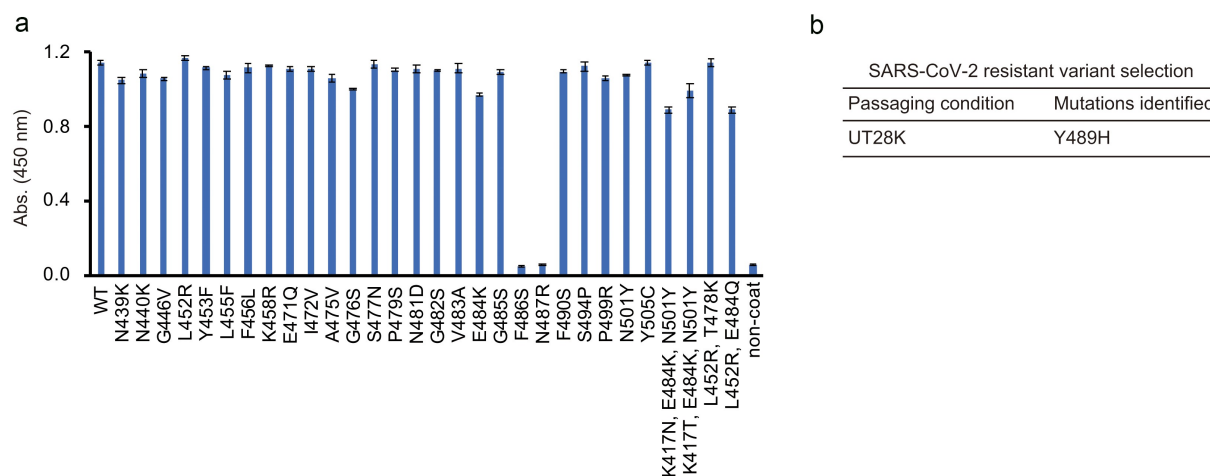 a
b
1.2
0.8
0.4
0.0
Abs. (450 nm)
WT
N439K
N440K
G446V
L452R
Y453F
L455F
F456L
K458R
E471Q
I472V
A475V
G476S
S477N
P479S
N481D
G482S
V483A
E484K
G485S
F486S
N487R
F490S
S494P
P499R
N501Y
Y505C
K417N, E484K, N501Y
K417T, E484K, N501Y
L452R, T478K
L452R, E484Q
non-coat
SARS-CoV-2 resistant variant selection
Passaging condition Mutations identified
UT28K Y489H